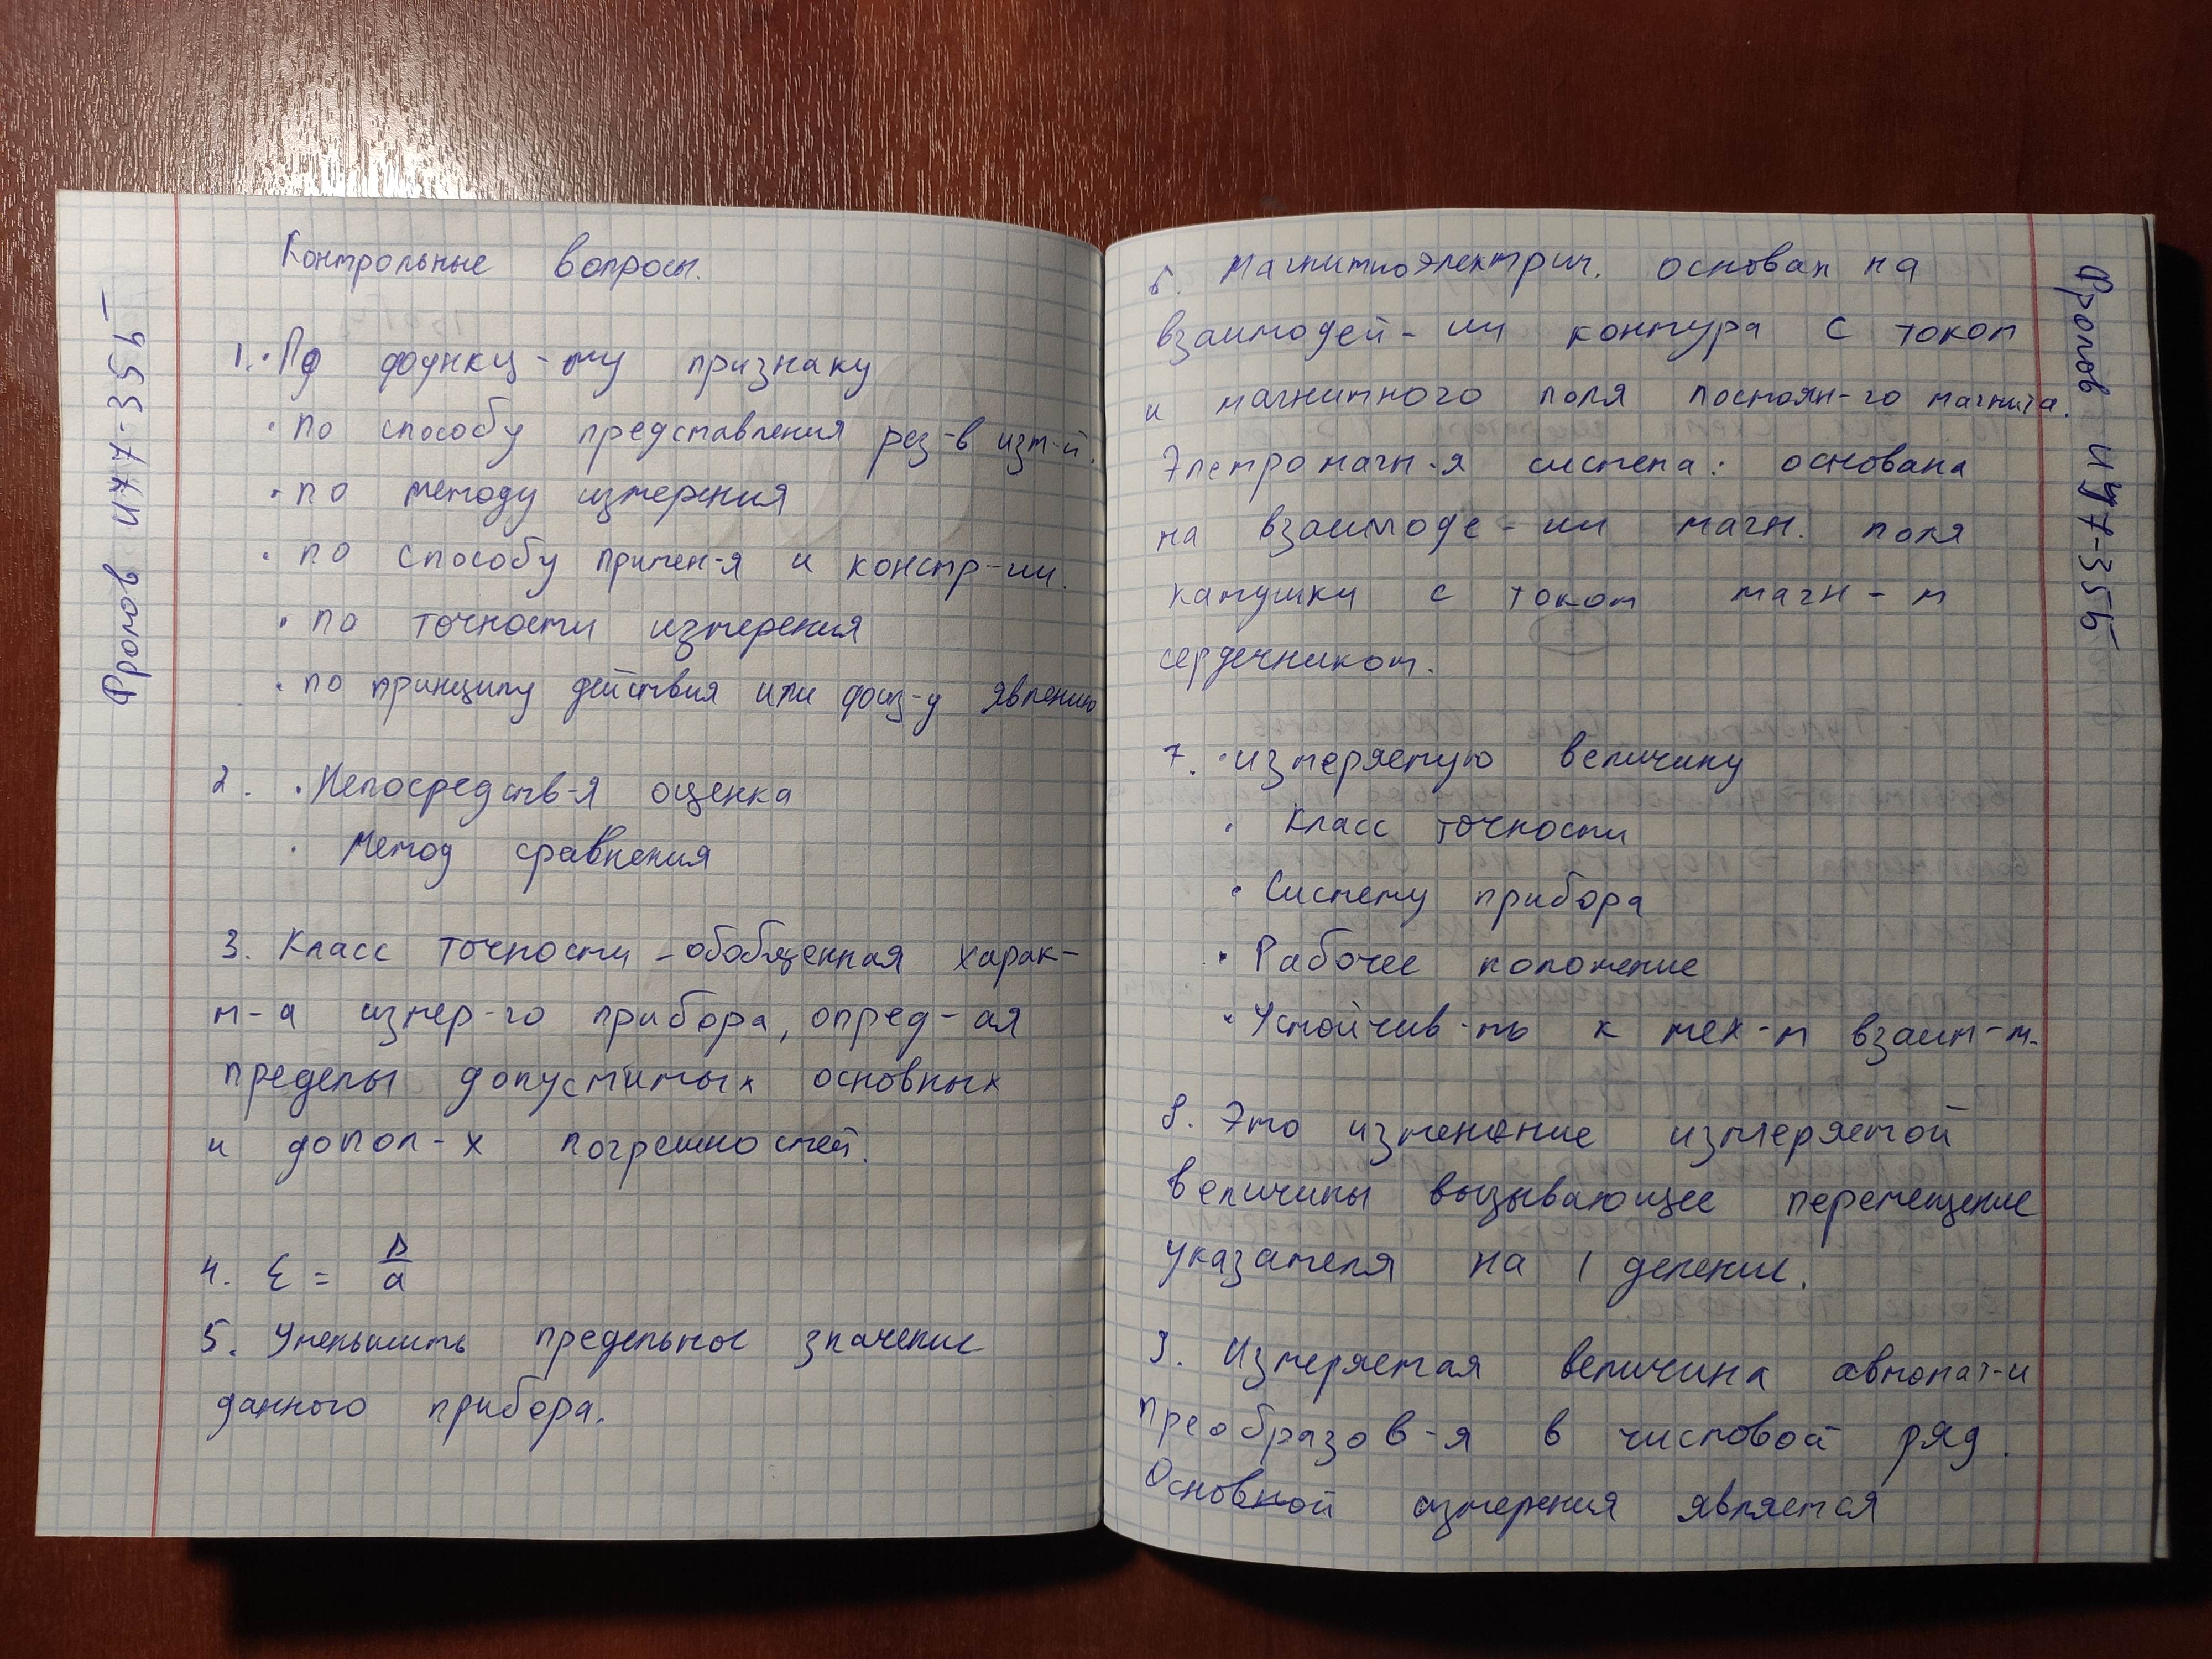 Контрольные вопросы.
1. · По функц-му признаку
· по способу представления рез-в изм-й.
· по методу измерения
· по способу примен-я и констр-ии.
· по точности измерения
· по принципу действия или физ-у явлению
2. · Непосредств-я оценка
· Метод сравнения
3. Класс точности - обобщенная харак-
т-а измер-го прибора, опред-ая
пределы допустимых основных
и допол-х погрешностей.
4. ε = D/a
5. Уменьшить предельное значение
данного прибора.
Фролов ИУ7-35Б
6. Магнитноэлектрич. основан на
взаимодей-ии контура с током
и магнитного поля постоян-го магнита.
Элетромагн-я система: основана
на взаимоде-ии магн. поля
катушки с током магн-м
сердечником.
7. · измеряемую величину
· Класс точности
· Систему прибора
· Рабочее положение
· Устойчив-ть к мех-м взаим-м.
8. Это изменение измеряемой
величины вызывающее перемещение
указателя на 1 деление.
9. Измеряемая величина автомат-и
преобразов-я в числовой ряд.
Основной измерения является
Фролов ИУ7-35Б